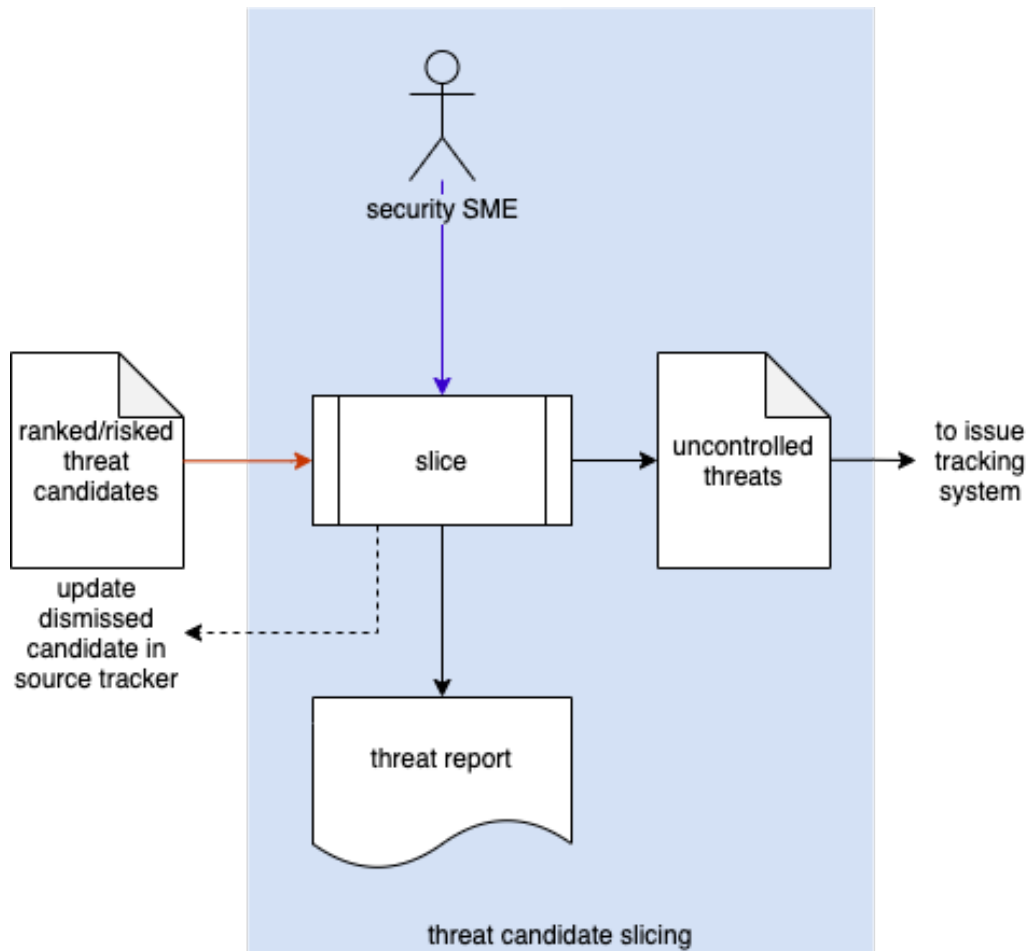 security SME
ranked/risked
threat
candidates
slice
uncontrolled
threats
to issue
tracking
system
update
dismissed
candidate in
source tracker
threat report
threat candidate slicing